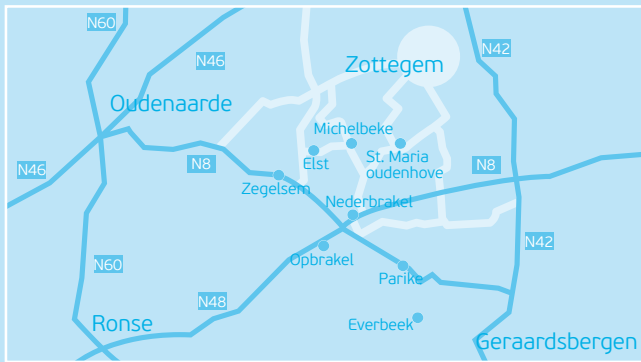 N60
N42
N46
Zottegem
Oudenaarde
Michelbeke
N8
Elst
St. Maria
oudenhove
N8
N46
Zegelsem
Nederbrakel
N42
Opbrakel
N60
Parike
N48
Ronse
Everbeek
Geraardsbergen